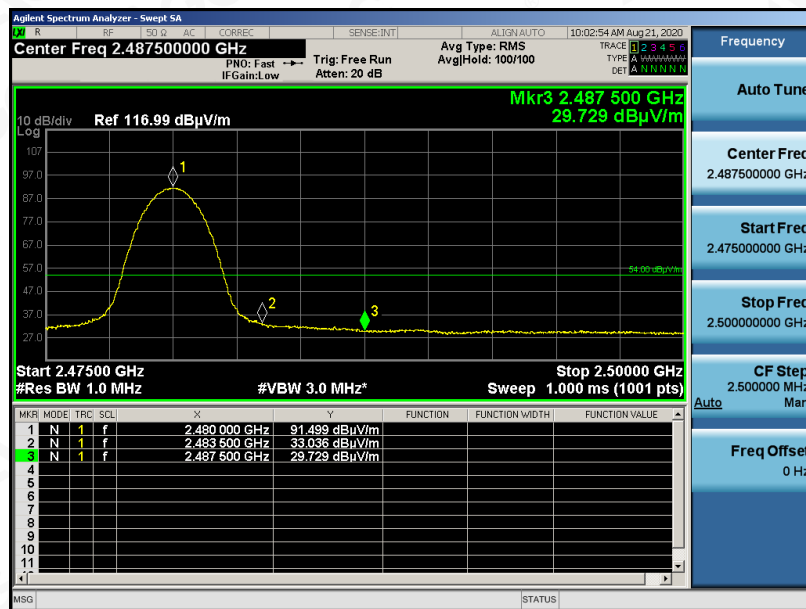 Agilent Spectrum Analyzer - Swept SA
LXI R RF 50 Ω AC CORREC SENSE:INT ALIGN AUTO 10:02:54 AM Aug 21, 2020
Center Freq 2.487500000 GHz
PNO: Fast
IFGain:Low
Trig: Free Run
Atten: 20 dB
Avg Type: RMS
Avg|Hold: 100/100
TRACE 1 2 3 4 5 6
TYPE A WWWWW
DET A N N N N N
Mkr3 2.487 500 GHz
29.729 dBµV/m
10 dB/div Ref 116.99 dBµV/m
Log
107
97.0
87.0
77.0
67.0
57.0
47.0
37.0
27.0
1
2
3
54.00 dBµV/m
Start 2.47500 GHz Stop 2.50000 GHz
#Res BW 1.0 MHz #VBW 3.0 MHz* Sweep 1.000 ms (1001 pts)
MKR MODE TRC SCL X Y FUNCTION FUNCTION WIDTH FUNCTION VALUE
1 N 1 f 2.480 000 GHz 91.499 dBµV/m
2 N 1 f 2.483 500 GHz 33.036 dBµV/m
3 N 1 f 2.487 500 GHz 29.729 dBµV/m
4
5
6
7
8
9
10
11
MSG STATUS
Frequency
Auto Tune
Center Freq
2.487500000 GHz
Start Freq
2.475000000 GHz
Stop Freq
2.500000000 GHz
CF Step
2.500000 MHz
Auto Man
Freq Offset
0 Hz